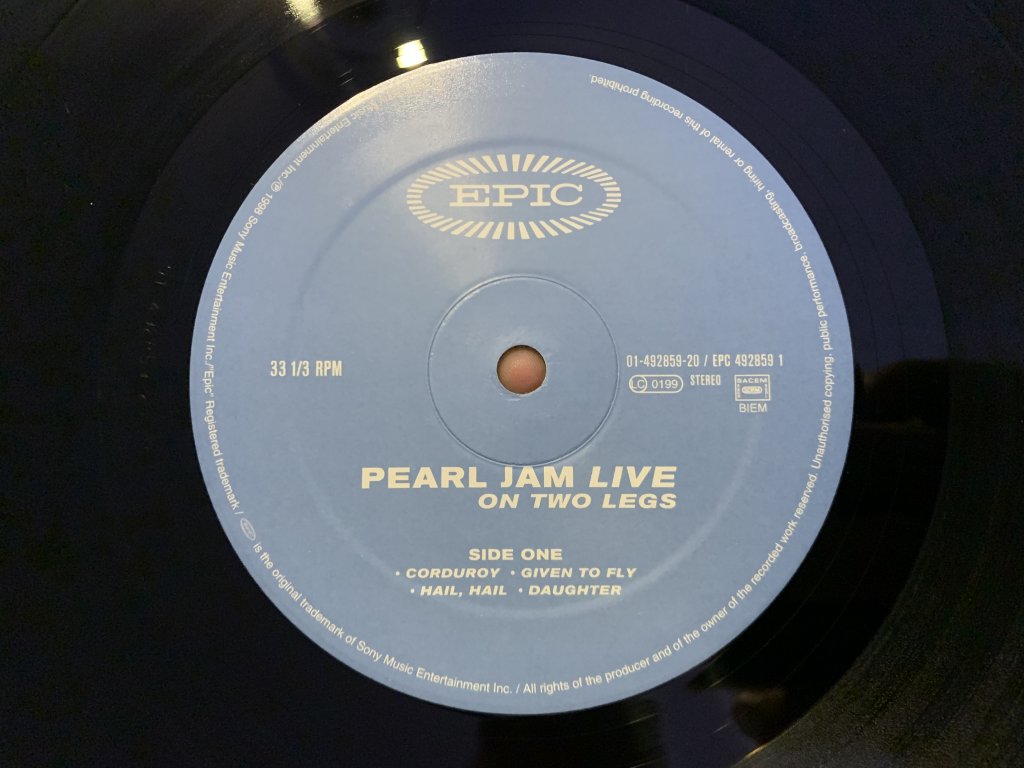 EPIC
33 1/3 RPM
01-492859-20 / EPC 492859 1
LC 0199 STEREO SACEM
BIEM
PEARL JAM LIVE
ON TWO LEGS
SIDE ONE
• CORDUROY • GIVEN TO FLY
• HAIL, HAIL • DAUGHTER
Music Entertainment Inc./℗ 1998 Sony Music Entertainment Inc./"Epic" Registered trademark / EPIC is the original trademark of Sony Music Entertainment Inc. / All rights of the producer and of the owner of the recorded work reserved. Unauthorised copying, public performance, broadcasting, hiring or rental of this recording prohibited.